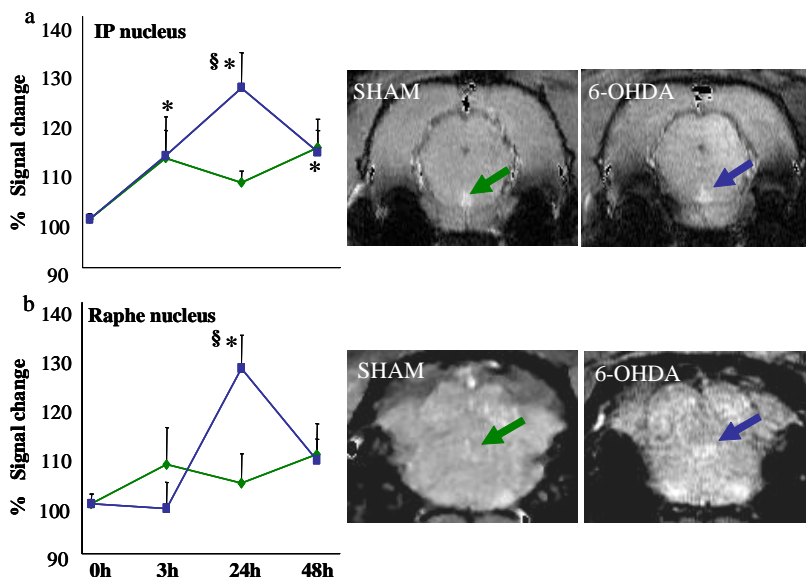 a
IP nucleus
% Signal change
140
130
120
110
100
90
*
§ *
*
SHAM
6-OHDA
b
Raphe nucleus
% Signal change
140
130
120
110
100
90
§ *
0h 3h 24h 48h
SHAM
6-OHDA